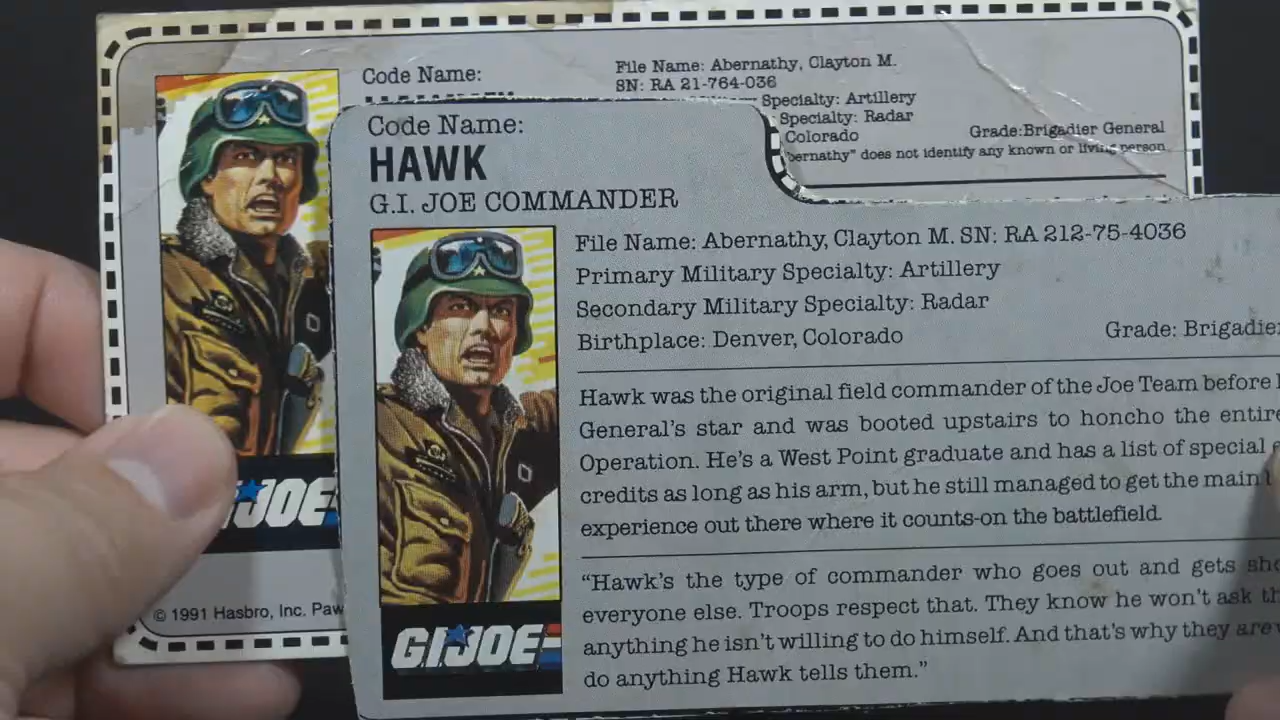 Code Name:
File Name: Abernathy, Clayton M.
SN: RA 21-764-036
Specialty: Artillery
Specialty: Radar
Colorado
Grade:Brigadier General
does not identify any known or living person
G.I. JOE
© 1991 Hasbro, Inc.
Code Name:
HAWK
G.I. JOE COMMANDER
File Name: Abernathy, Clayton M. SN: RA 212-75-4036
Primary Military Specialty: Artillery
Secondary Military Specialty: Radar
Birthplace: Denver, Colorado
Grade:
Hawk was the original field commander of the Joe Team before
General's star and was booted upstairs to honcho the
Operation. He's a West Point graduate and has a list of special
credits as long as his arm, but he still managed to get the main
experience out there where it counts-on the battlefield.
"Hawk's the type of commander who goes out and gets
everyone else. Troops respect that. They know he won't ask
anything he isn't willing to do himself. And that's why they are
do anything Hawk tells them."
G.I. JOE